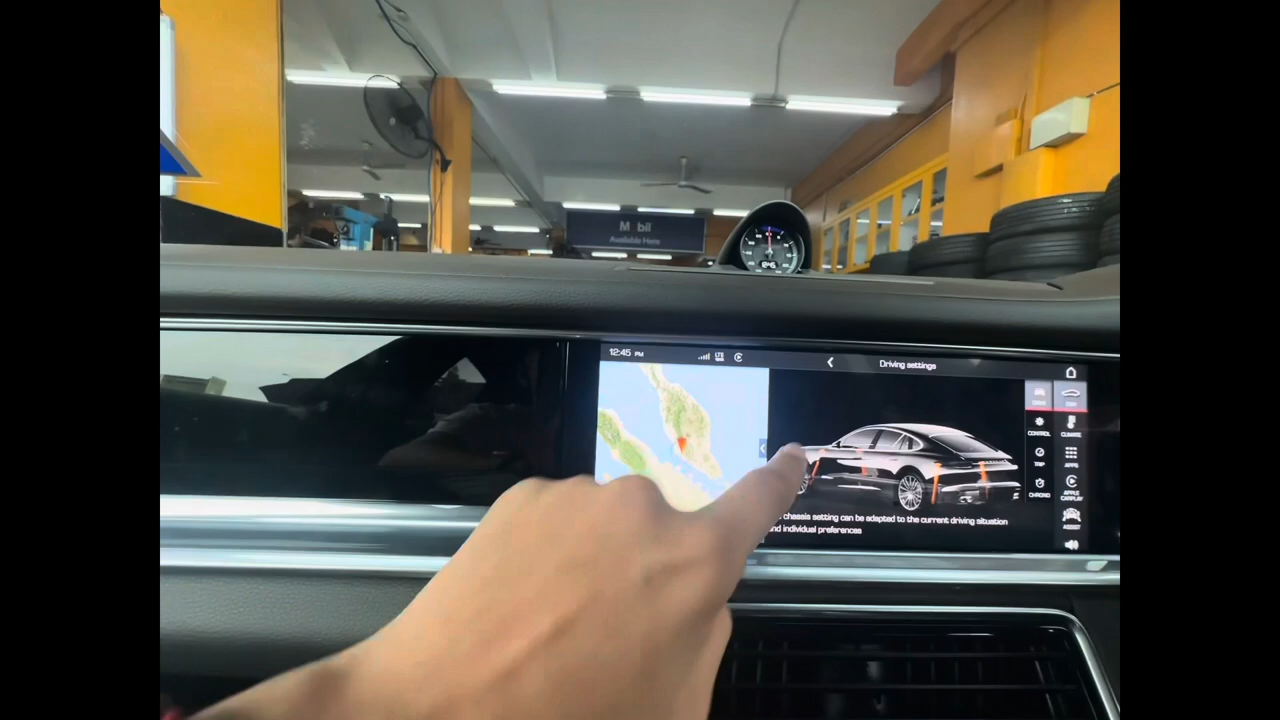 M bil
Available Here
12:45 PM
LTE
Driving settings
CONTROL
TRIP
CHRONO
CAR
CLIMATE
APPS
APPLE
CARPLAY
ASSIST
chassis setting can be adapted to the current driving situation
nd individual preferences